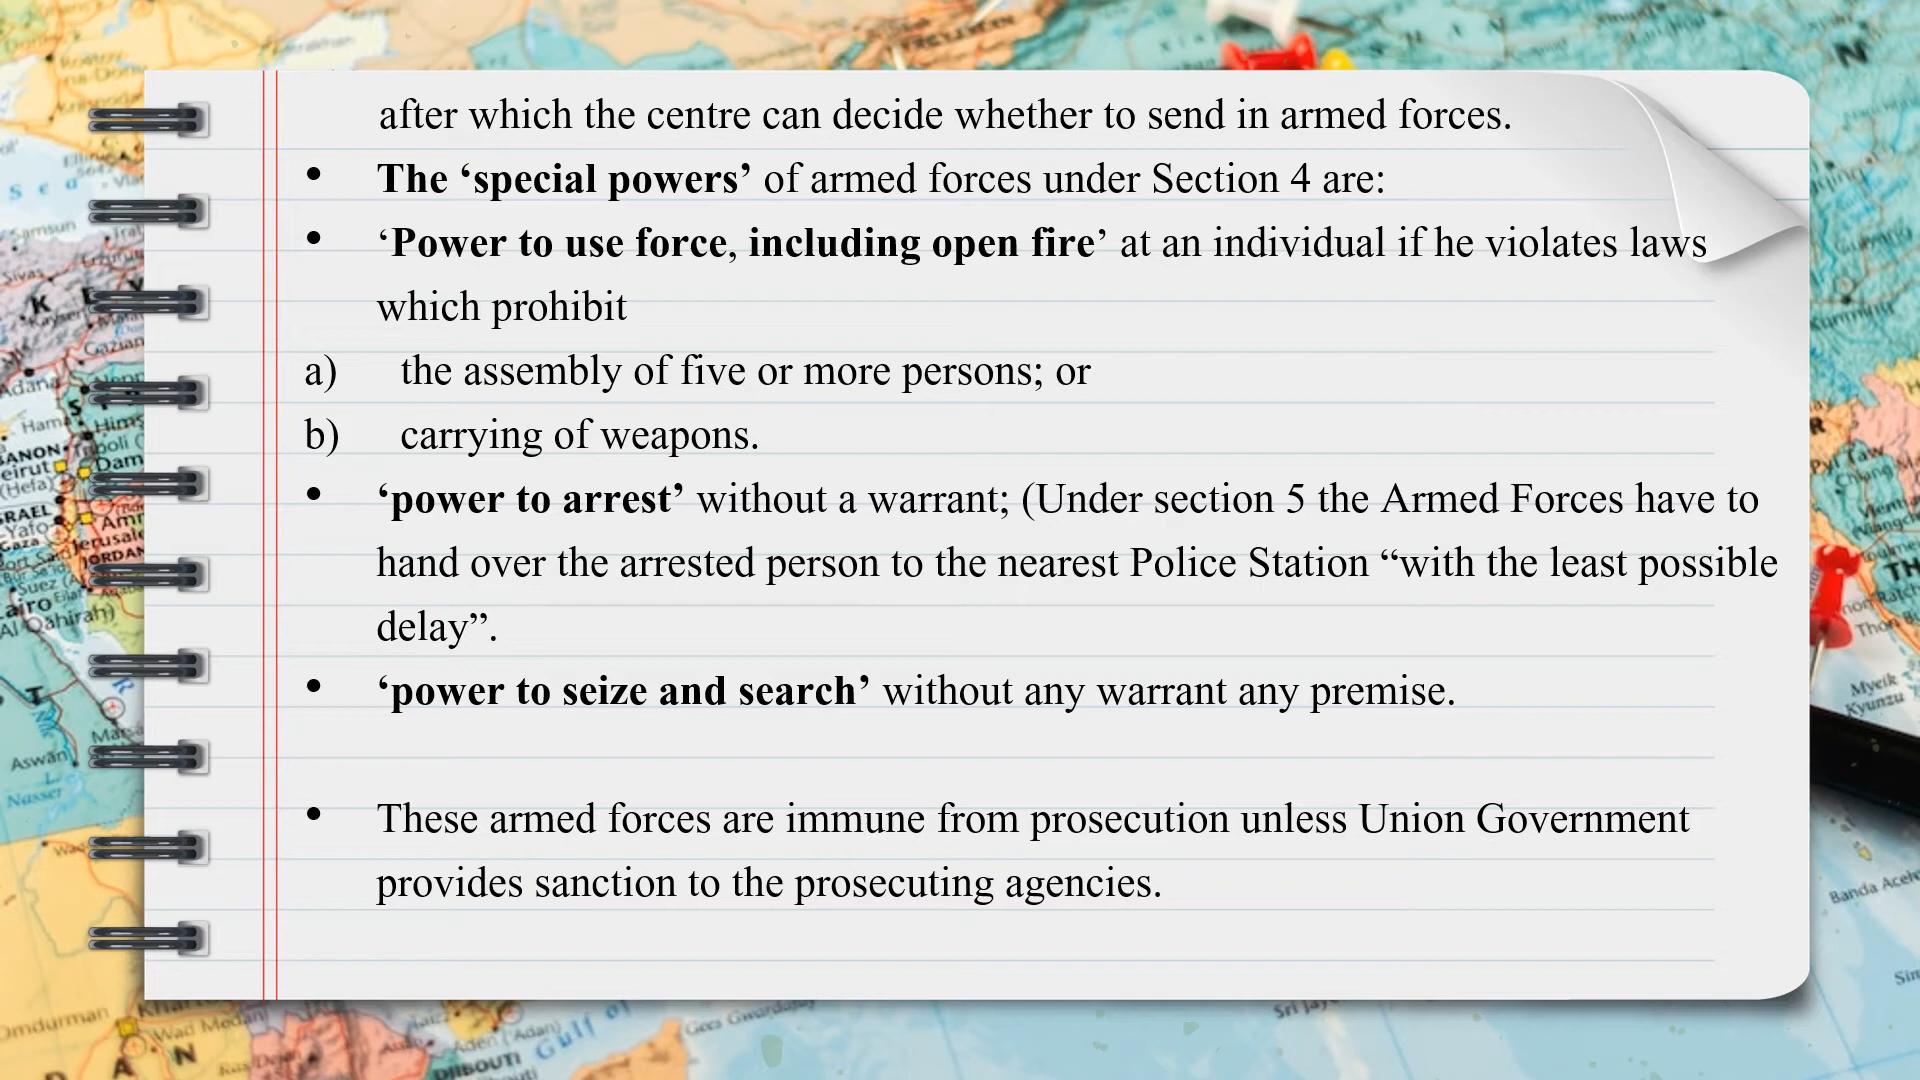 after which the centre can decide whether to send in armed forces.
• The ‘special powers’ of armed forces under Section 4 are:
• ‘Power to use force, including open fire’ at an individual if he violates laws
which prohibit
a) the assembly of five or more persons; or
b) carrying of weapons.
• ‘power to arrest’ without a warrant; (Under section 5 the Armed Forces have to
hand over the arrested person to the nearest Police Station “with the least possible
delay”.
• ‘power to seize and search’ without any warrant any premise.
• These armed forces are immune from prosecution unless Union Government
provides sanction to the prosecuting agencies.